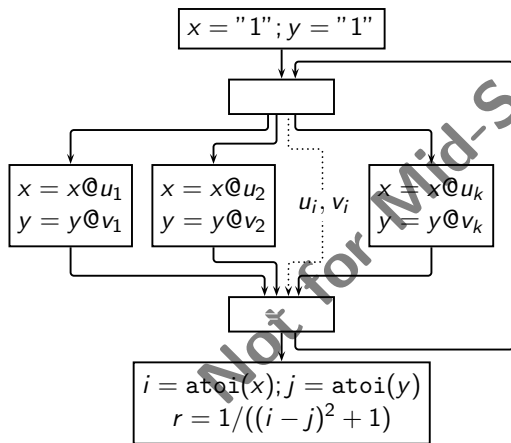 x = "1"; y = "1"
x = x@u₁
y = y@v₁
x = x@u₂
y = y@v₂
uᵢ, vᵢ
x = x@uₖ
y = y@vₖ
i = atoi(x); j = atoi(y)
r = 1/((i − j)² + 1)
Not for Mid-S